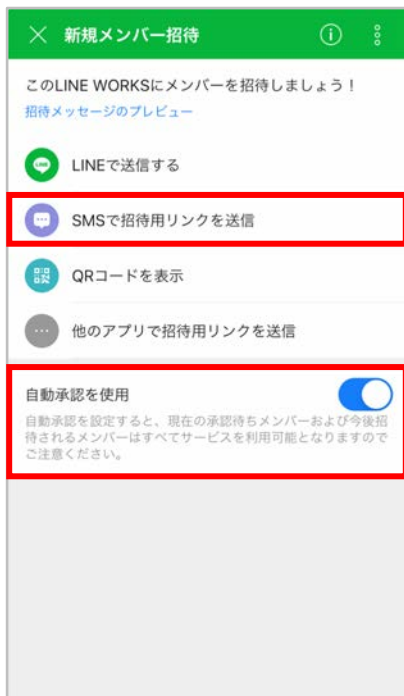 新規メンバー招待
このLINE WORKSにメンバーを招待しましょう！
招待メッセージのプレビュー
LINEで送信する
SMSで招待用リンクを送信
QRコードを表示
他のアプリで招待用リンクを送信
自動承認を使用
自動承認を設定すると、現在の承認待ちメンバーおよび今後招
待されるメンバーはすべてサービスを利用可能となりますので
ご注意ください。